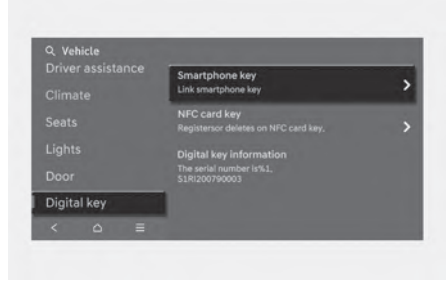 Vehicle
Driver assistance
Climate
Seats
Lights
Door
Digital key
Smartphone key
Link smartphone key
NFC card key
Registersor deletes on NFC card key.
Digital key information
The serial number is%1.
S1RI200790003